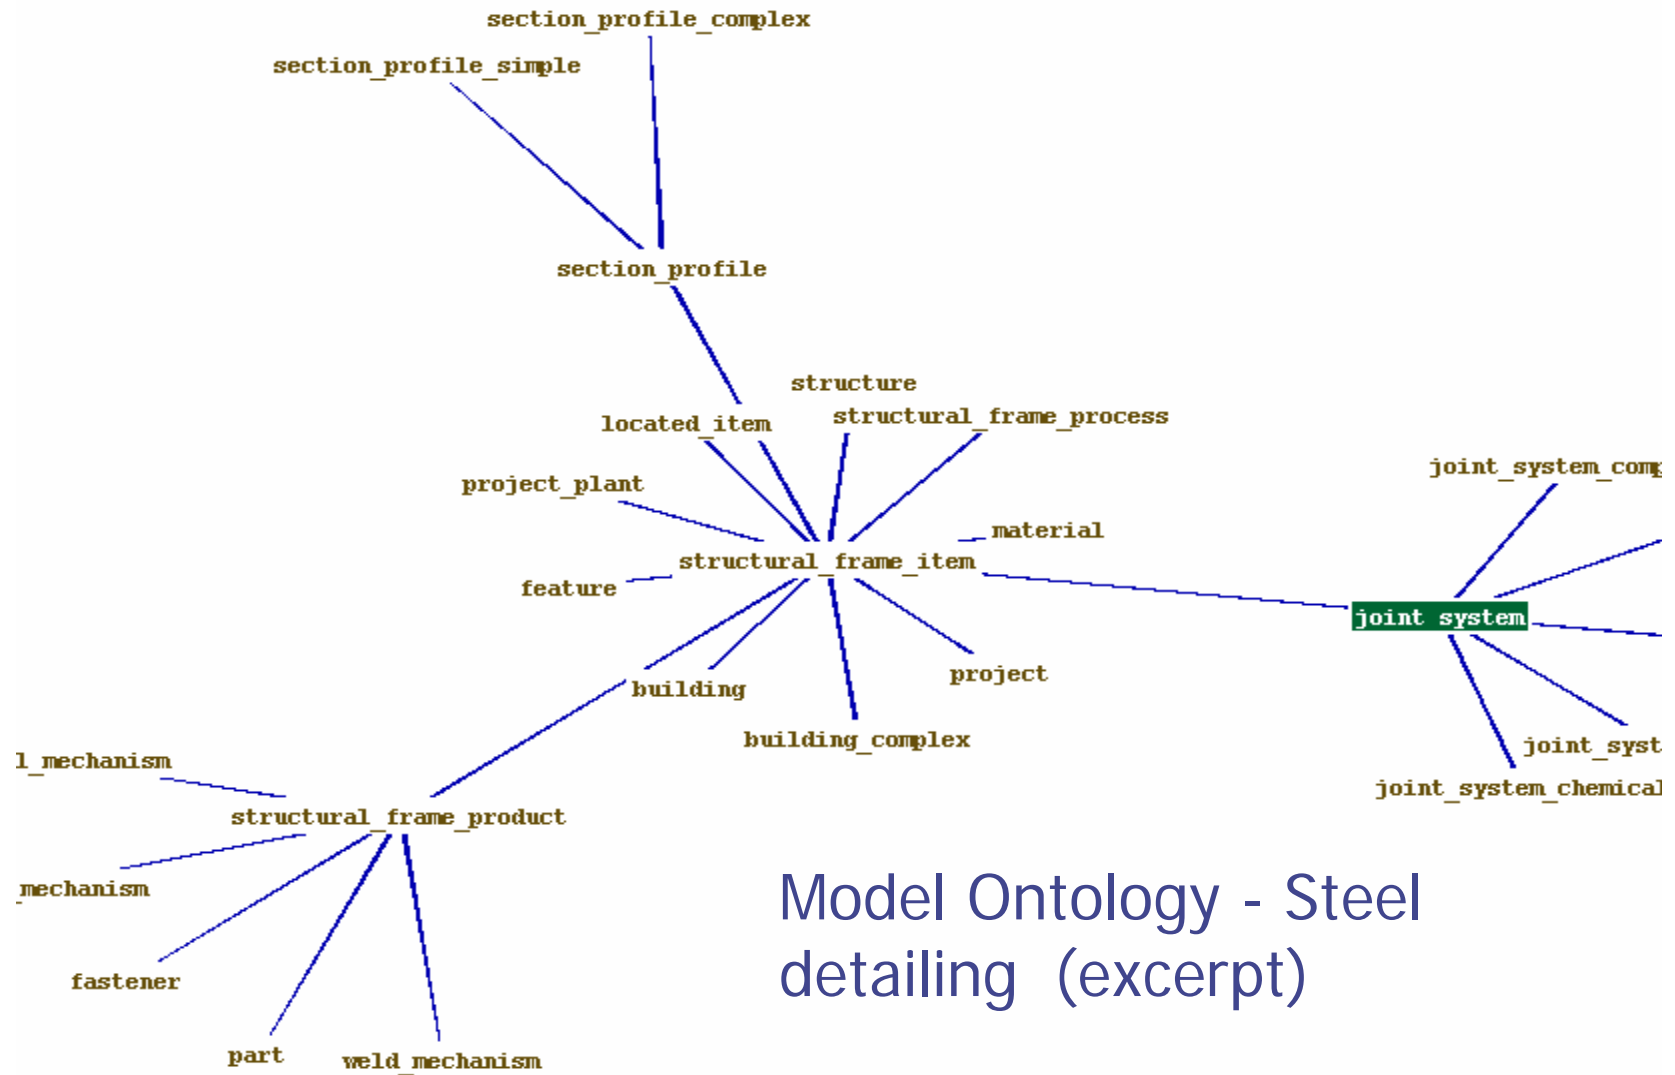 section_profile_complex
section_profile_simple
section_profile
structure
structural_frame_process
located_item
joint_system_comp
project_plant
material
structural_frame_item
feature
joint_system
project
building
building_complex
joint_syst
l_mechanism
joint_system_chemical
structural_frame_product
_mechanism
Model Ontology - Steel
detailing (excerpt)
fastener
part
weld_mechanism